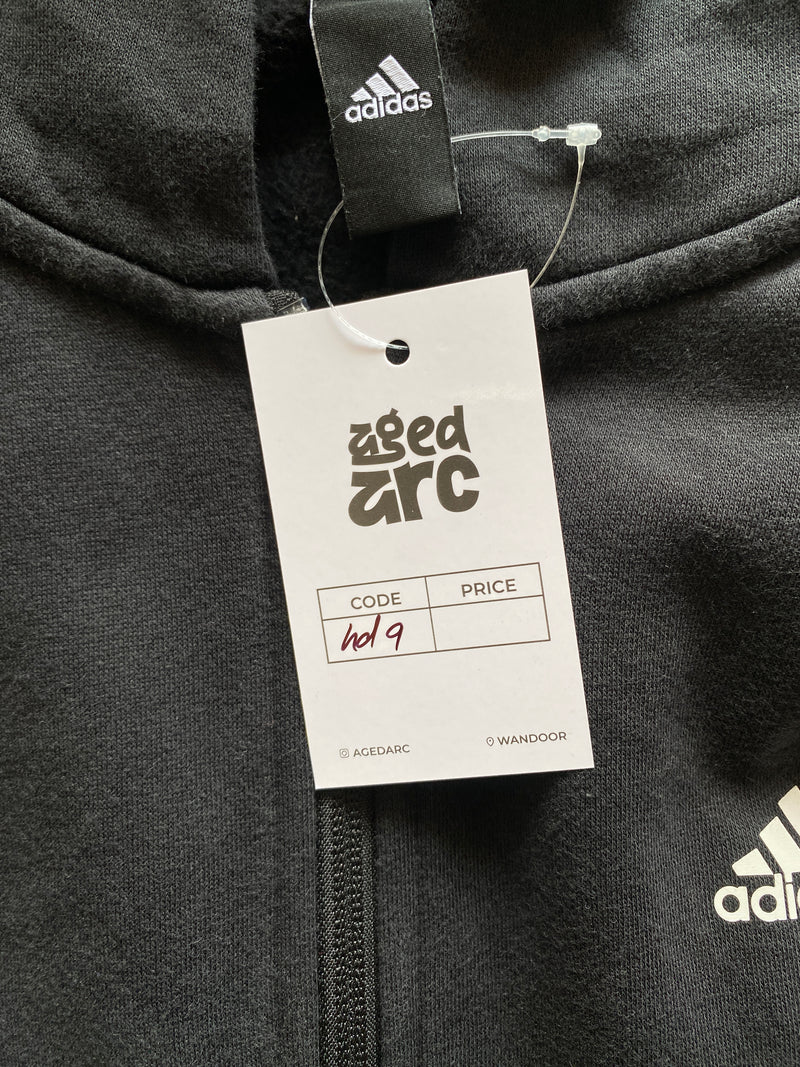 adidas
aged
arc
CODE PRICE
hd 9
AGEDARC WANDOOR
adi